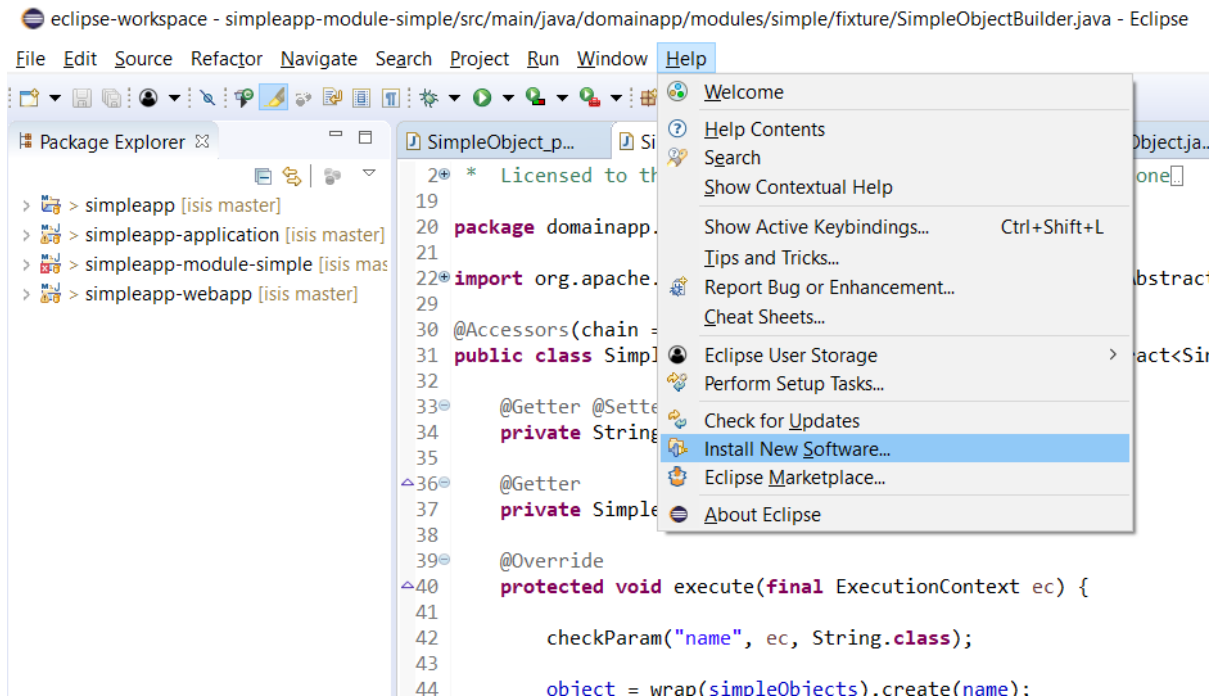 eclipse-workspace - simpleapp-module-simple/src/main/java/domainapp/modules/simple/fixture/SimpleObjectBuilder.java - Eclipse
File Edit Source Refactor Navigate Search Project Run Window Help
Package Explorer
> simpleapp [isis master]
> simpleapp-application [isis master]
> simpleapp-module-simple [isis mas
> simpleapp-webapp [isis master]
SimpleObject_p... Si Object.ja..
2 * Licensed to th one
19
20 package domainapp.
21
22 import org.apache. Abstract
29
30 @Accessors(chain =
31 public class Simpl ract<Si
32
33 @Getter @Sette
34 private String
35
36 @Getter
37 private Simple
38
39 @Override
40 protected void execute(final ExecutionContext ec) {
41
42 checkParam("name", ec, String.class);
43
44 object = wrap(simpleObjects).create(name);
Welcome
Help Contents
Search
Show Contextual Help
Show Active Keybindings... Ctrl+Shift+L
Tips and Tricks...
Report Bug or Enhancement...
Cheat Sheets...
Eclipse User Storage >
Perform Setup Tasks...
Check for Updates
Install New Software...
Eclipse Marketplace...
About Eclipse